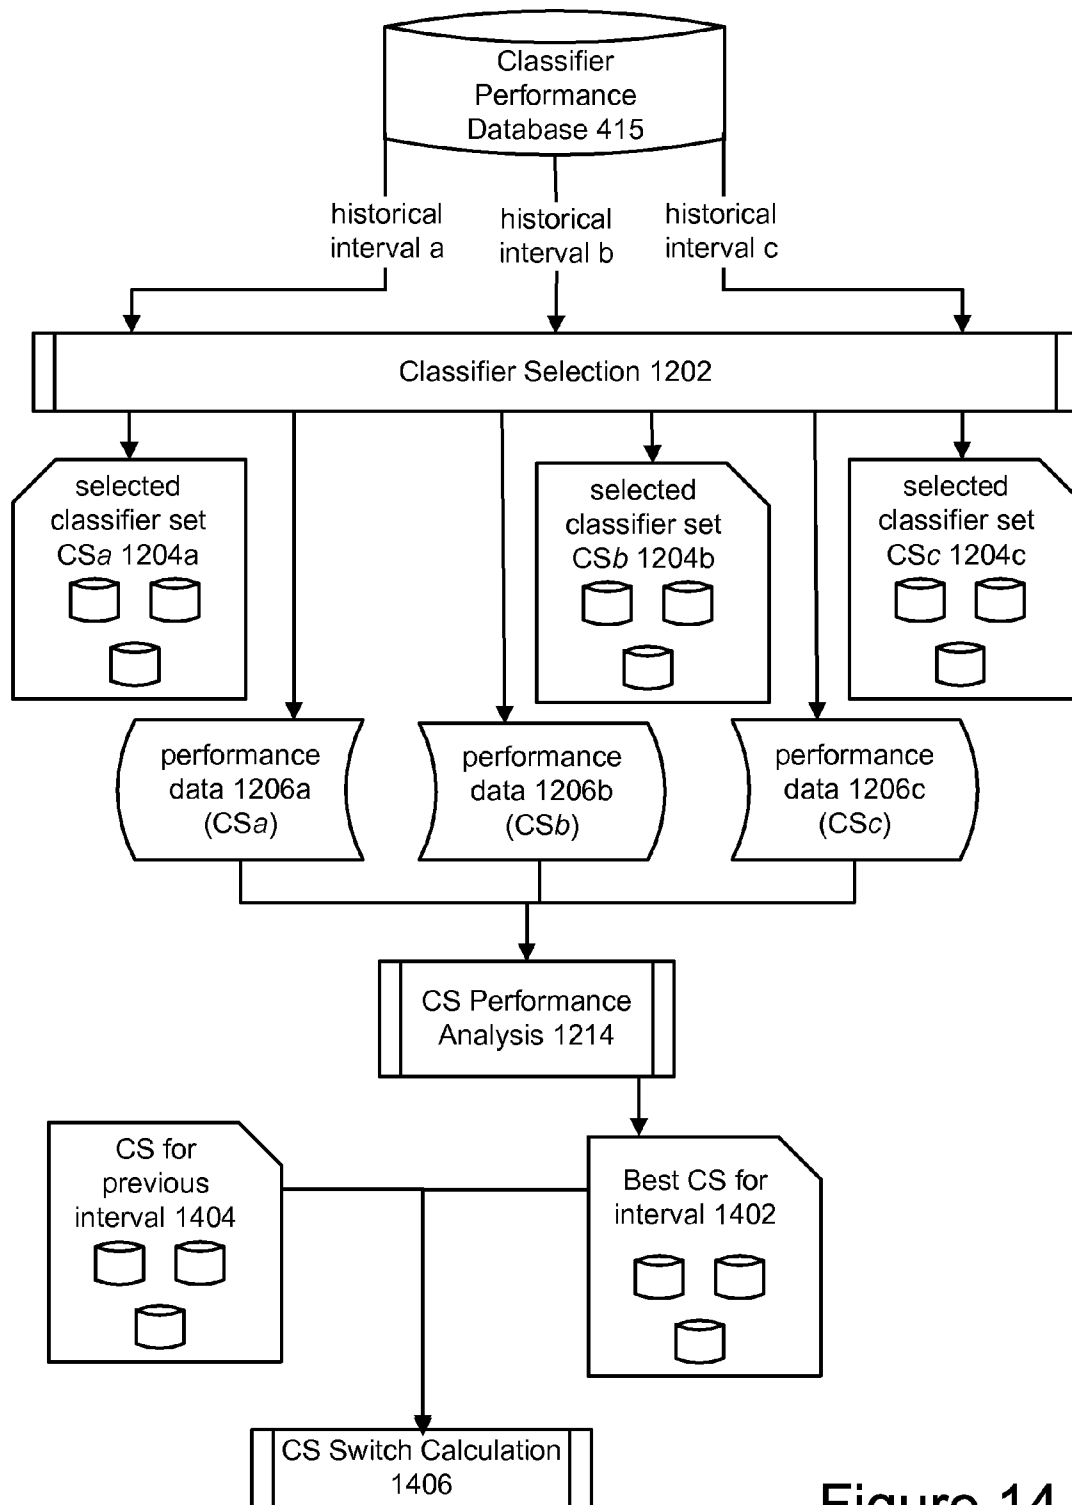 Classifier
Performance
Database 415
historical
interval a
historical
interval b
historical
interval c
Classifier Selection 1202
selected
classifier set
CSa 1204a
selected
classifier set
CSb 1204b
selected
classifier set
CSc 1204c
performance
data 1206a
(CSa)
performance
data 1206b
(CSb)
performance
data 1206c
(CSc)
CS Performance
Analysis 1214
CS for
previous
interval 1404
Best CS for
interval 1402
CS Switch Calculation
1406
Figure 14